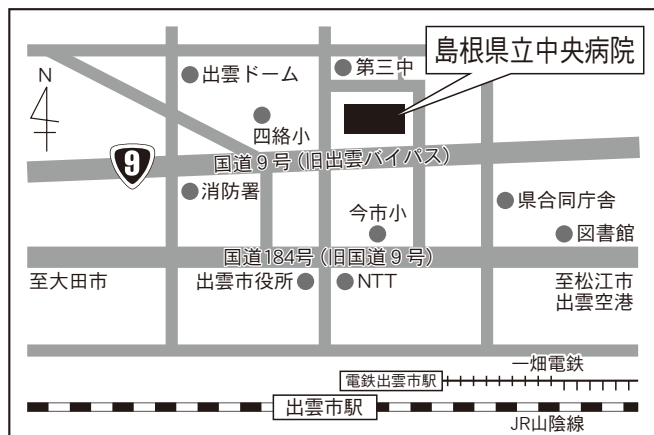 島根県立中央病院
第三中
出雲ドーム
N
四絡小
国道9号(旧出雲バイパス)
9
消防署
県合同庁舎
今市小
図書館
国道184号(旧国道9号)
至大田市
出雲市役所
NTT
至松江市
出雲空港
一畑電鉄
電鉄出雲市駅
出雲市駅
JR山陰線